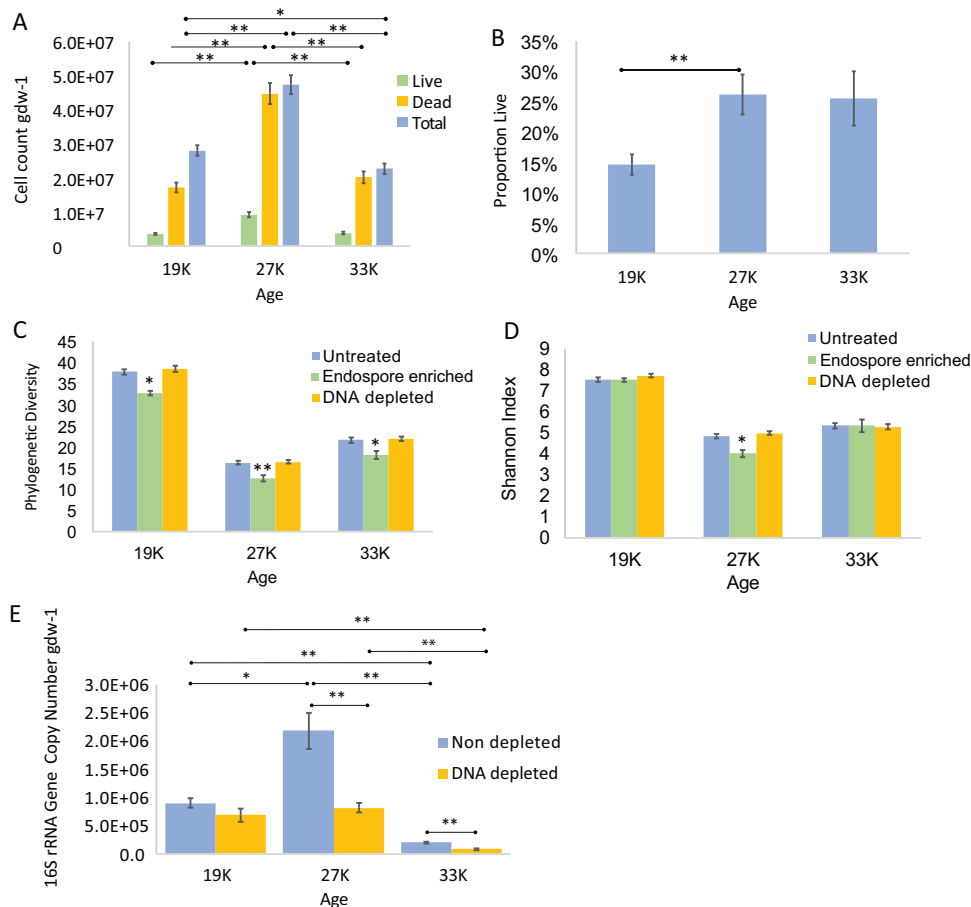 A
*
**
**
**
**
**
**
6.0E+07
5.0E+07
4.0E+07
3.0E+07
2.0E+07
1.0E+07
0
Cell count gdw-1
Live
Dead
Total
19K
27K
33K
Age
B
35%
30%
25%
20%
15%
10%
5%
0%
Proportion Live
**
19K
27K
33K
Age
C
45
40
35
30
25
20
15
10
5
0
Phylogenetic Diversity
Untreated
Endospore enriched
DNA depleted
*
**
*
19K
27K
33K
Age
D
9
8
7
6
5
4
3
2
1
0
Shannon Index
Untreated
Endospore enriched
DNA depleted
*
19K
27K
33K
Age
E
**
**
**
*
**
**
**
3.0E+06
2.5E+06
2.0E+06
1.5E+06
1.0E+06
5.0E+05
0.0
16S rRNA Gene Copy Number gdw-1
Non depleted
DNA depleted
19K
27K
33K
Age